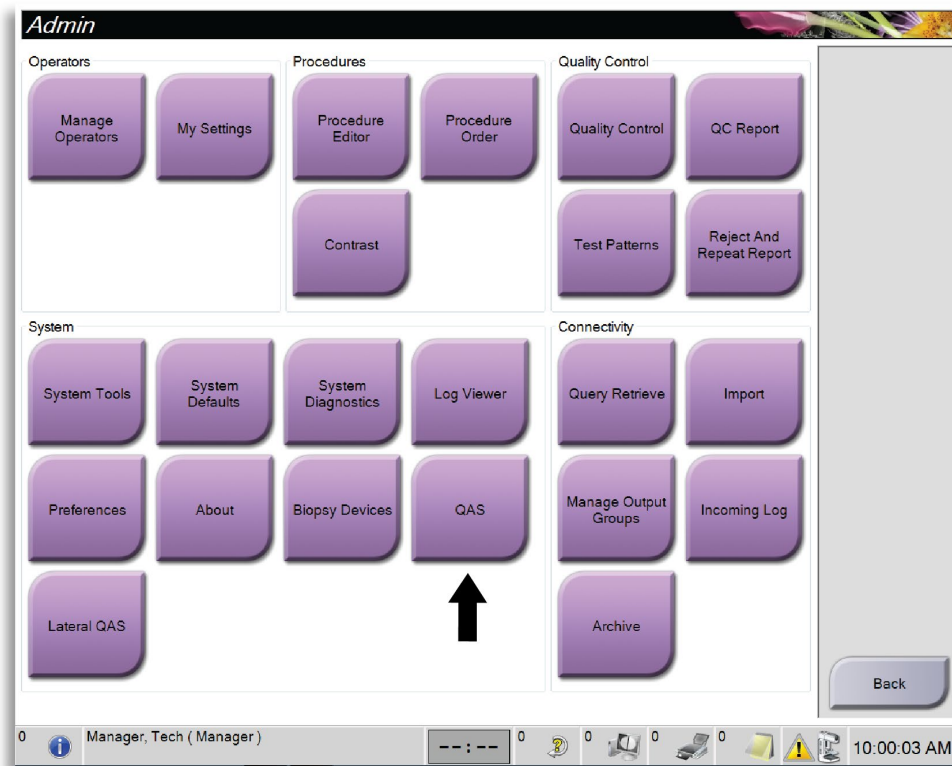 Admin
Operators
Manage
Operators
My Settings
Procedures
Procedure
Editor
Procedure
Order
Contrast
Quality Control
Quality Control
QC Report
Test Patterns
Reject And
Repeat Report
System
System Tools
System
Defaults
System
Diagnostics
Log Viewer
Preferences
About
Biopsy Devices
QAS
Lateral QAS
Connectivity
Query Retrieve
Import
Manage Output
Groups
Incoming Log
Archive
Back
0 Manager, Tech ( Manager ) --:-- 0 0 0 0 10:00:03 AM